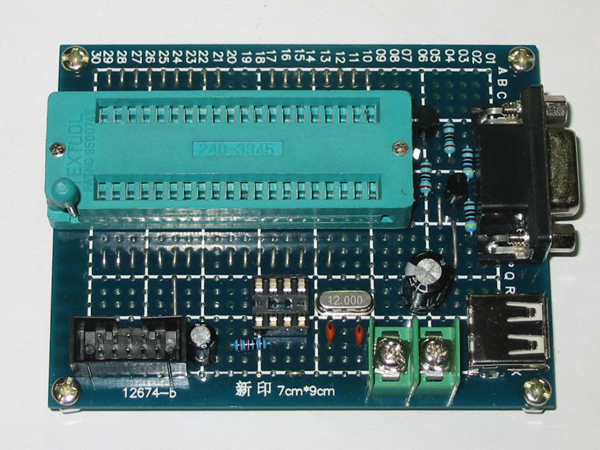 30 29 28 27 26 25 24 23 22 21 20 19 18 17 16 15 14 13 12 11 10 09 08 07 06 05 04 03 02 01
A B C
TEXTOOL
240-3345
12.000
Q R
K
12674-b
新印 7cm*9cm